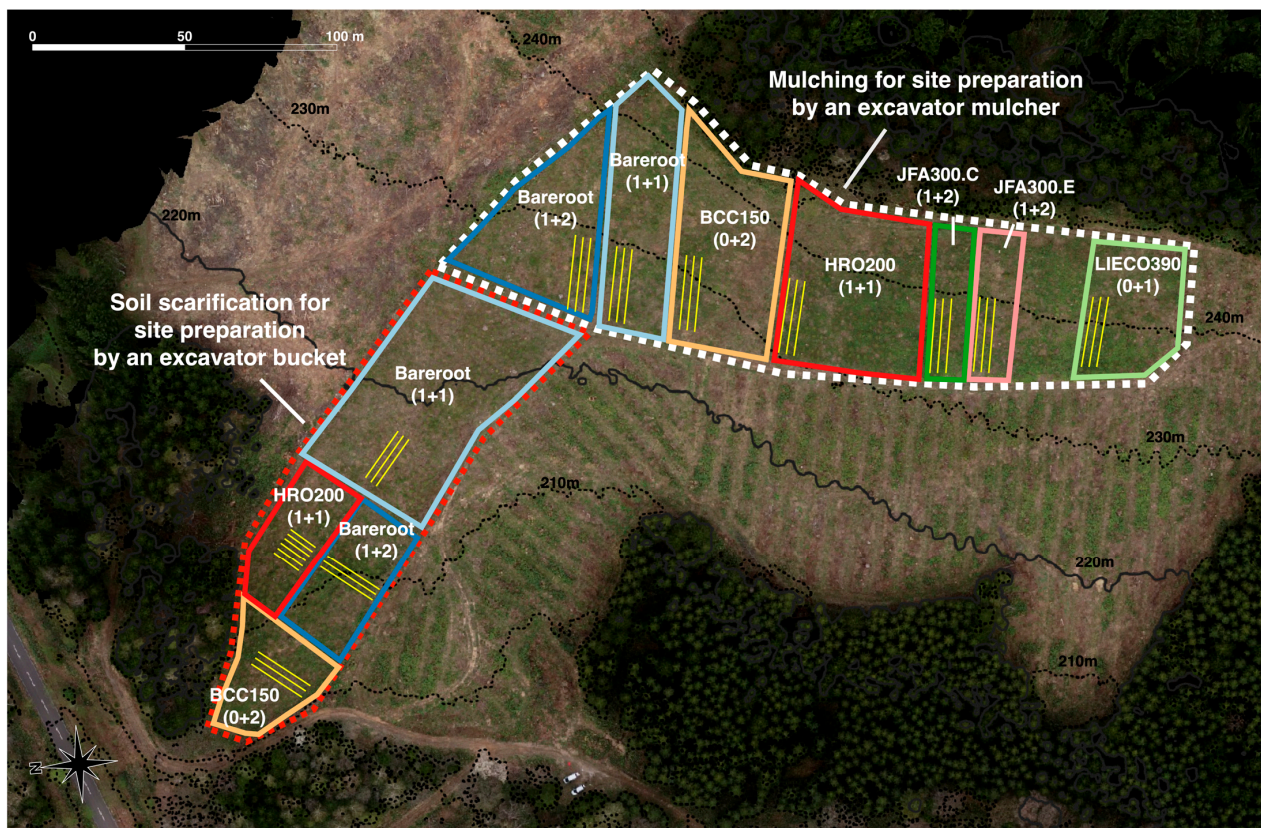 0 50 100 m
240m
230m
220m
Mulching for site preparation
by an excavator mulcher
Bareroot
(1+1)
Bareroot
(1+2)
JFA300.C
(1+2)
JFA300.E
(1+2)
BCC150
(0+2)
HRO200
(1+1)
LIECO390
(0+1)
240m
Soil scarification for
site preparation
by an excavator bucket
Bareroot
(1+1)
230m
210m
HRO200
(1+1)
Bareroot
(1+2)
220m
210m
BCC150
(0+2)
N